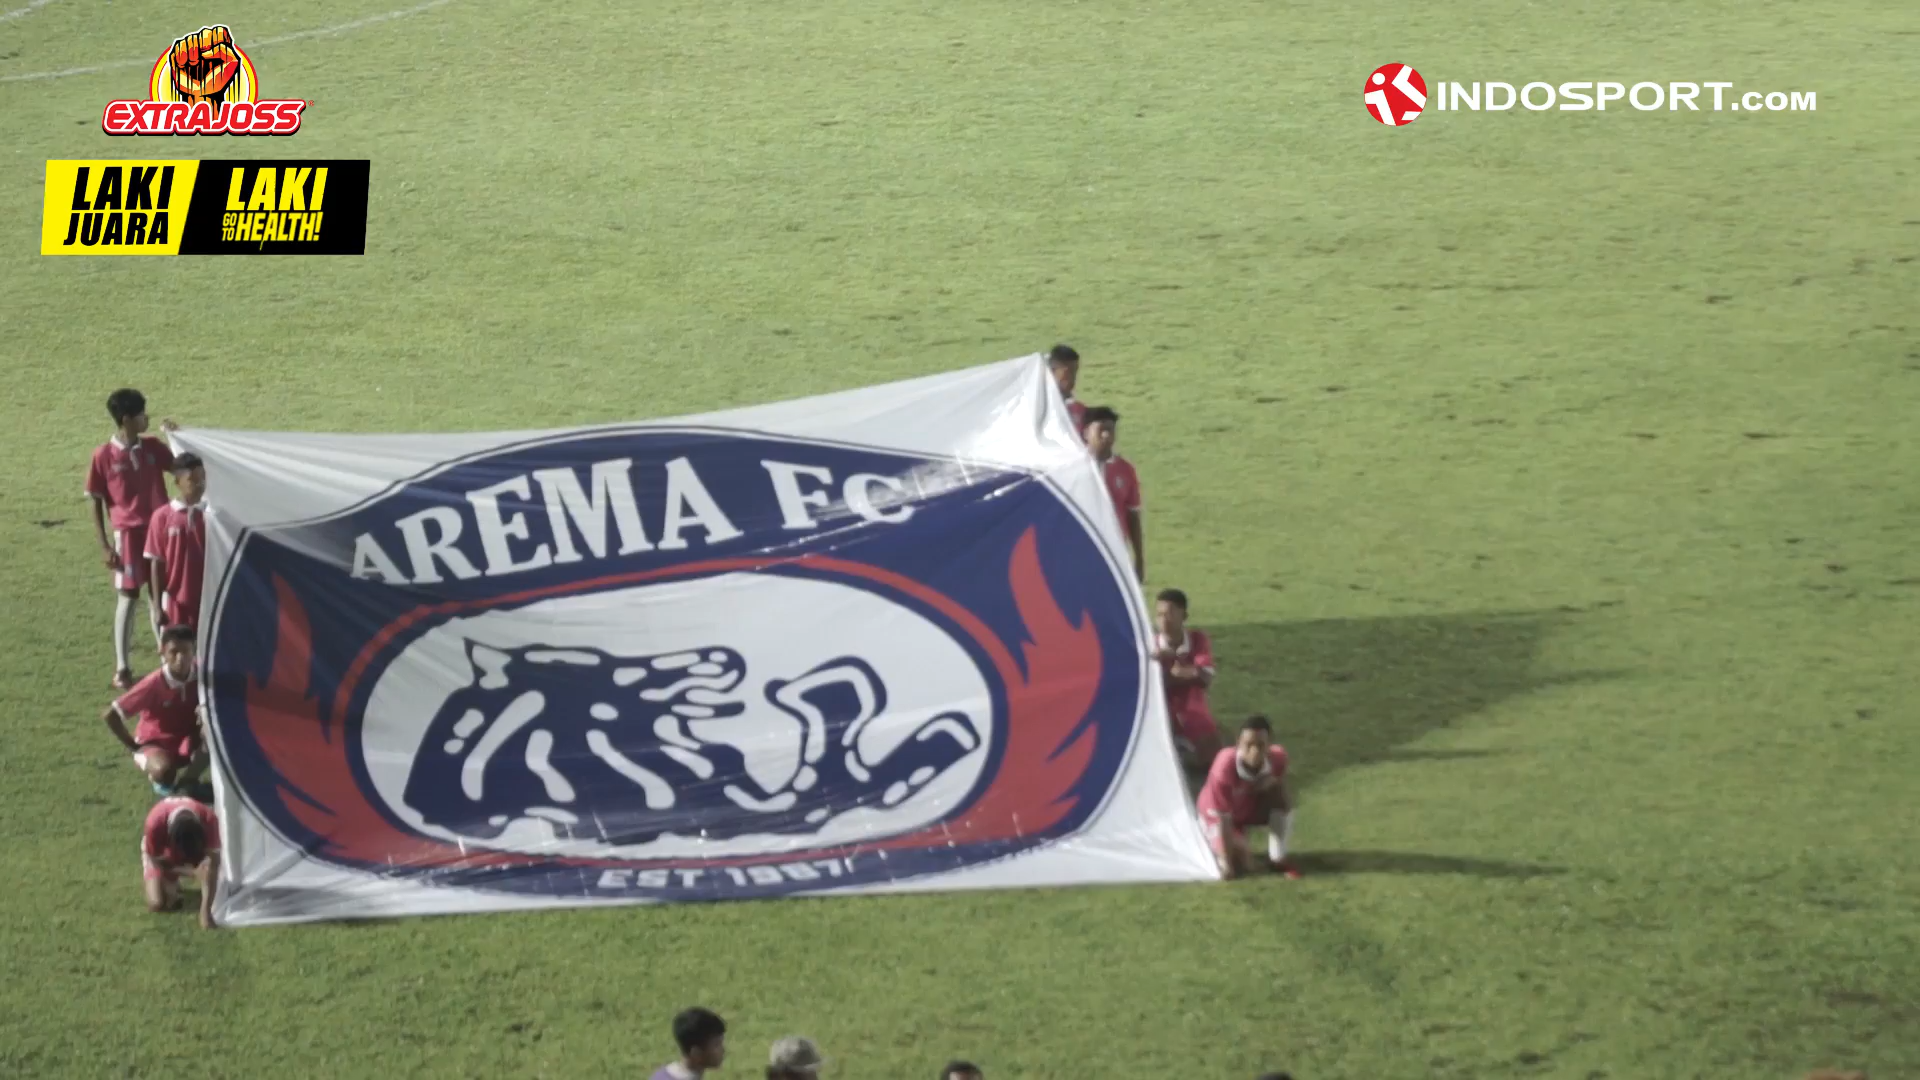 EXTRAJOSS
LAKI JUARA
LAKI GO TO HEALTH!
INDOSPORT.COM
AREMA FC
EST 1987